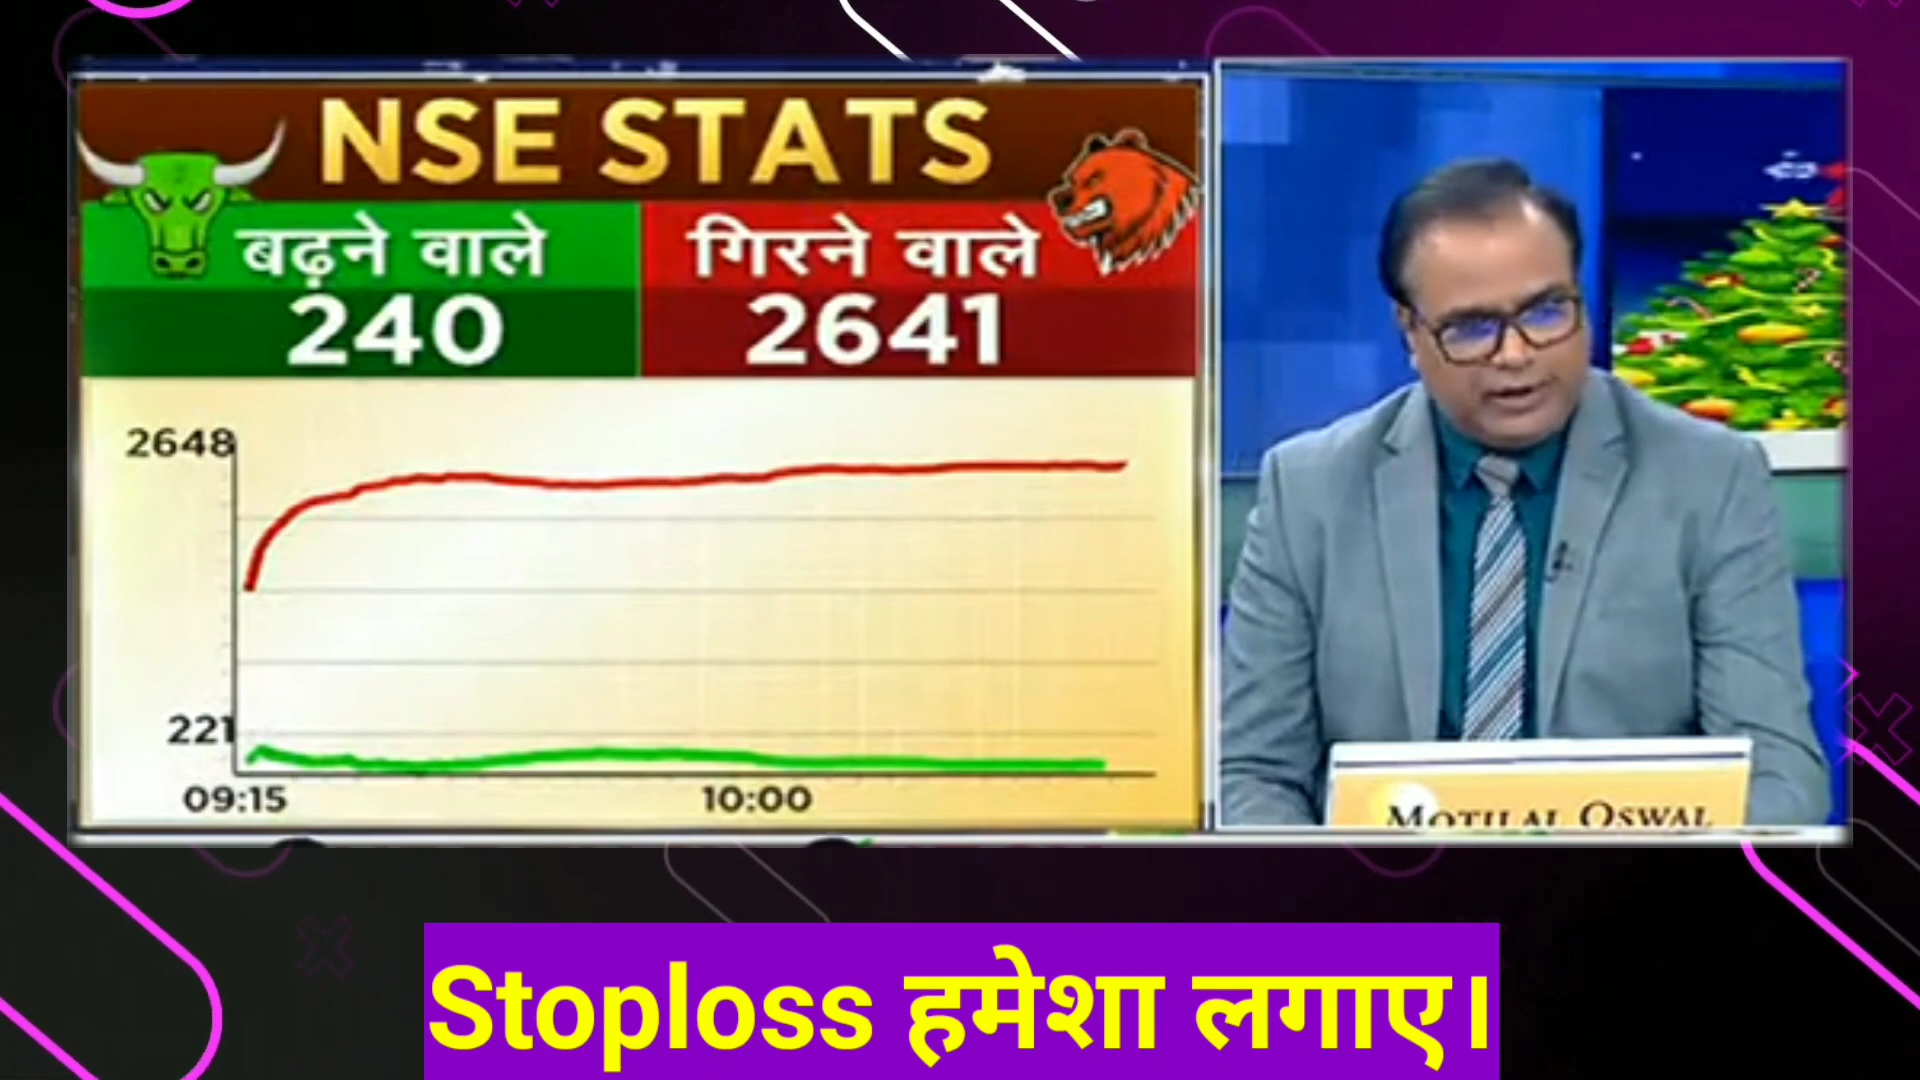 NSE STATS
बढ़ने वाले
गिरने वाले
240
2641
2648
221
09:15
10:00
MOTILAL OSWAL
Stoploss हमेशा लगाए।